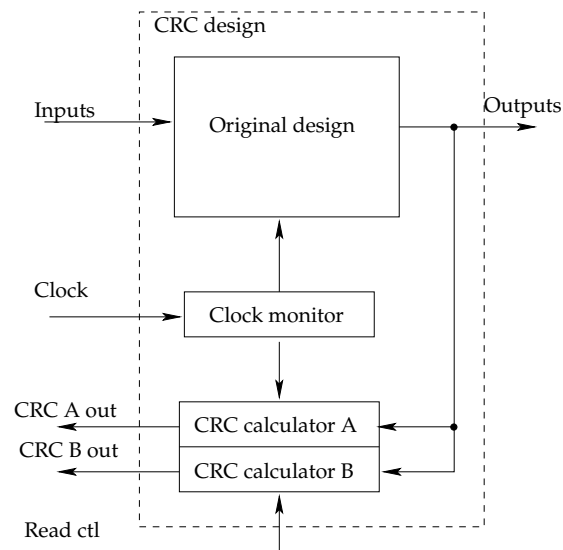 CRC design
Inputs
Original design
Outputs
Clock
Clock monitor
CRC A out
CRC calculator A
CRC B out
CRC calculator B
Read ctl